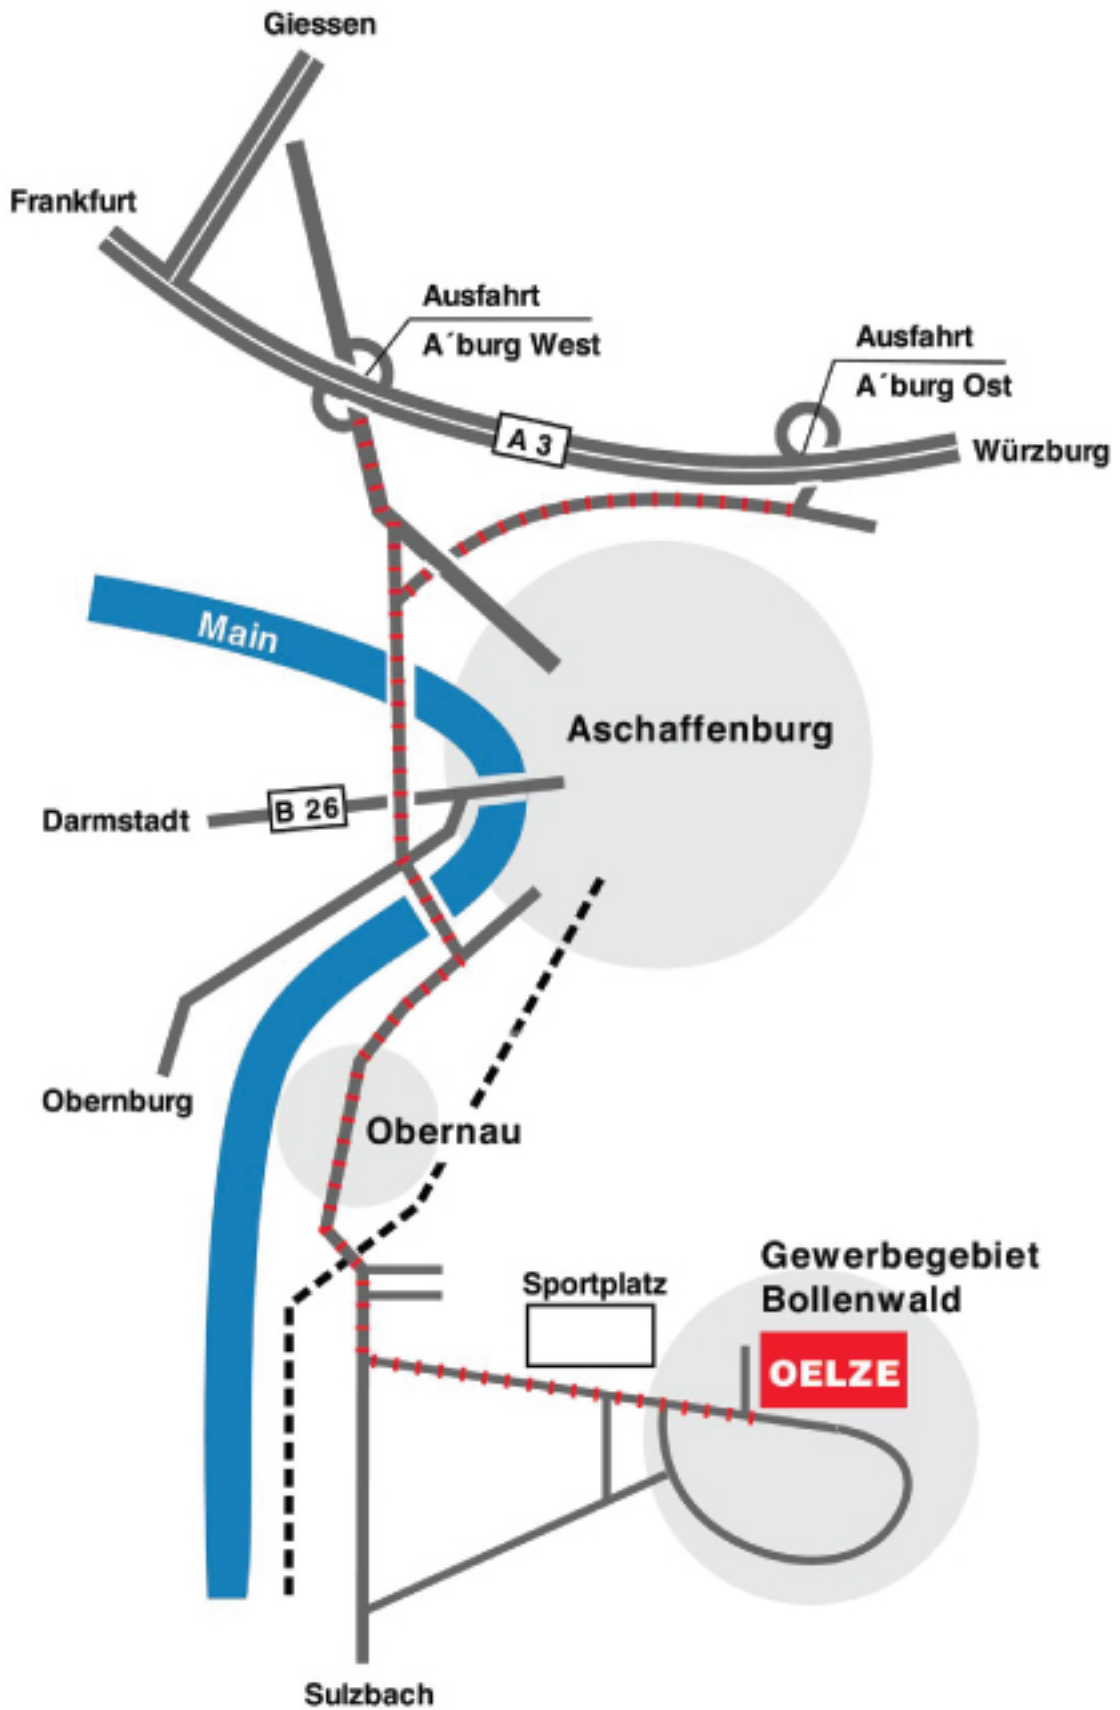 Giessen
Frankfurt
Ausfahrt
A´burg West
Ausfahrt
A´burg Ost
A 3
Würzburg
Main
Aschaffenburg
B 26
Darmstadt
Obernburg
Obernau
Gewerbegebiet
Bollenwald
Sportplatz
OELZE
Sulzbach